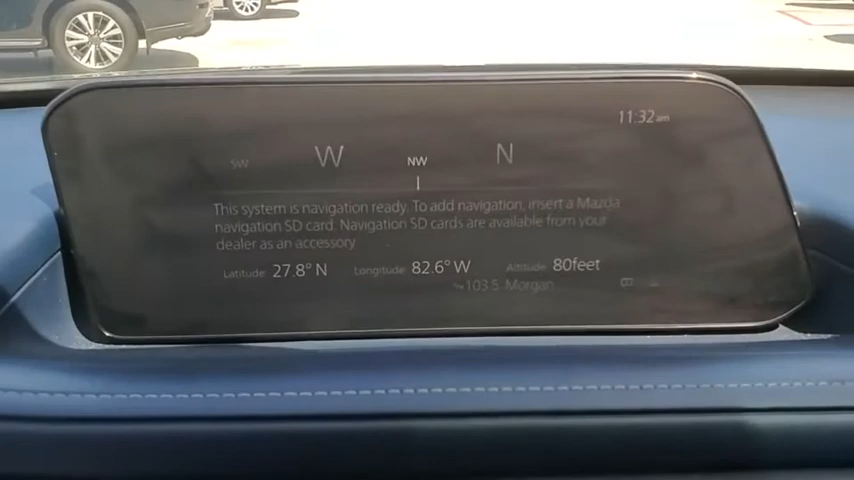 11:32am
SW W NW N
This system is navigation ready. To add navigation, insert a Mazda
navigation SD card. Navigation SD cards are available from your
dealer as an accessory.
Latitude 27.8° N Longitude 82.6° W Altitude 80feet
103.5 Morgan